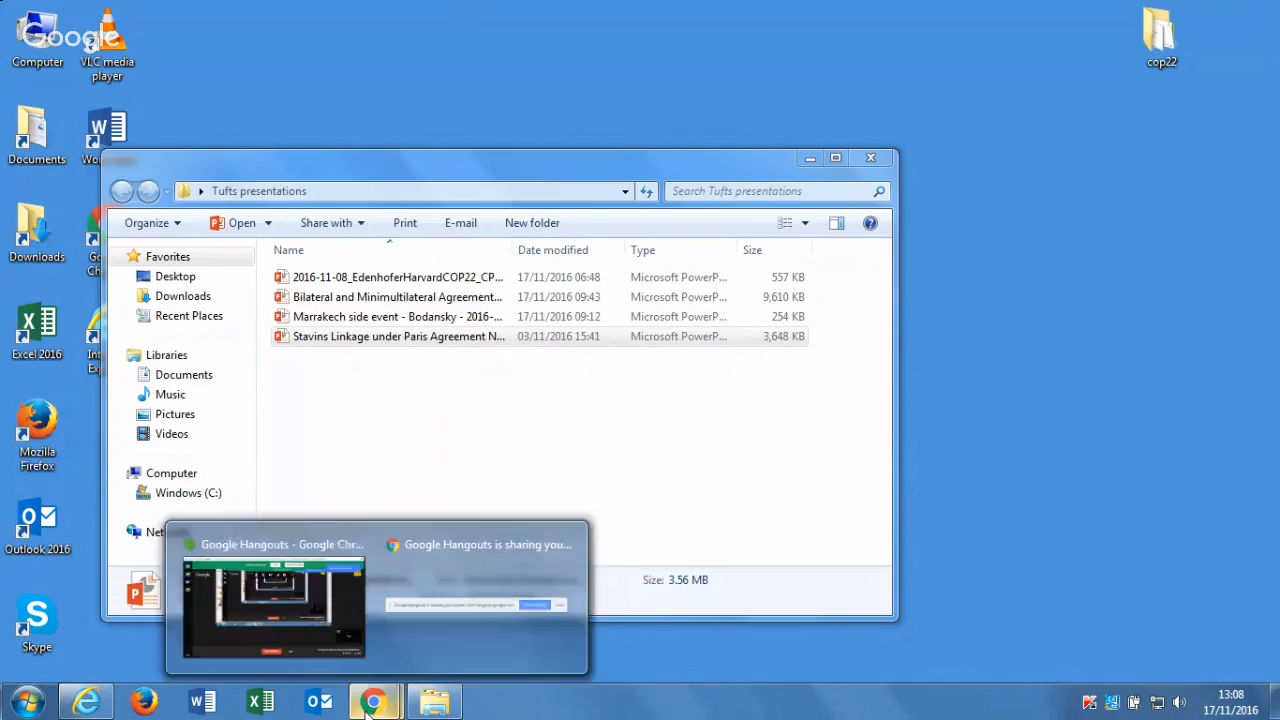 Google
Computer
VLC media
player
cop22
Documents
Downloads
Excel 2016
Mozilla
Firefox
Outlook 2016
Skype
Tufts presentations
Search Tufts presentations
Organize
Open
Share with
Print
E-mail
New folder
Name
Date modified
Type
Size
2016-11-08_EdenhoferHarvardCOP22_CP... 17/11/2016 06:48 Microsoft PowerP... 557 KB
Bilateral and Minimultilateral Agreement... 17/11/2016 09:43 Microsoft PowerP... 9,610 KB
Marrakech side event - Bodansky - 2016-... 17/11/2016 09:12 Microsoft PowerP... 254 KB
Stavins Linkage under Paris Agreement N... 03/11/2016 15:41 Microsoft PowerP... 3,648 KB
Favorites
Desktop
Downloads
Recent Places
Libraries
Documents
Music
Pictures
Videos
Computer
Windows (C:)
Google Hangouts - Google Chr...
Google Hangouts is sharing you...
Size: 3.56 MB
13:08
17/11/2016